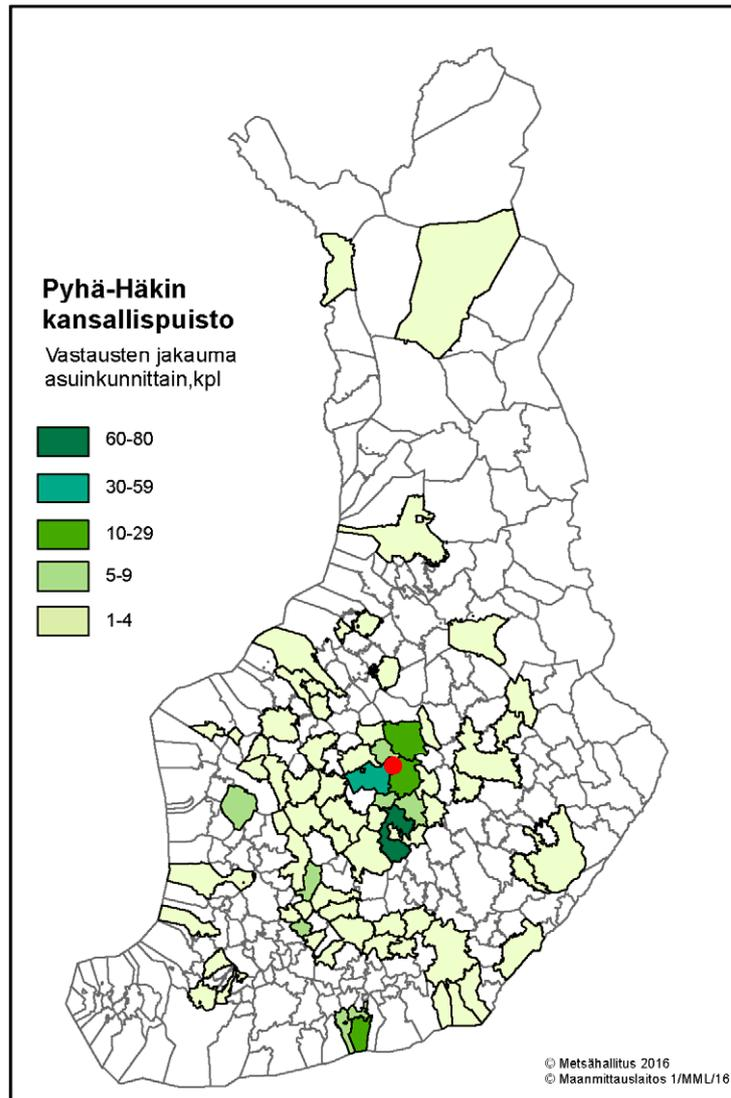 Pyhä-Häkin
kansallispuisto
Vastausten jakauma
asuinkunnittain,kpl
60-80
30-59
10-29
5-9
1-4
© Metsähallitus 2016
© Maanmittauslaitos 1/MML/16